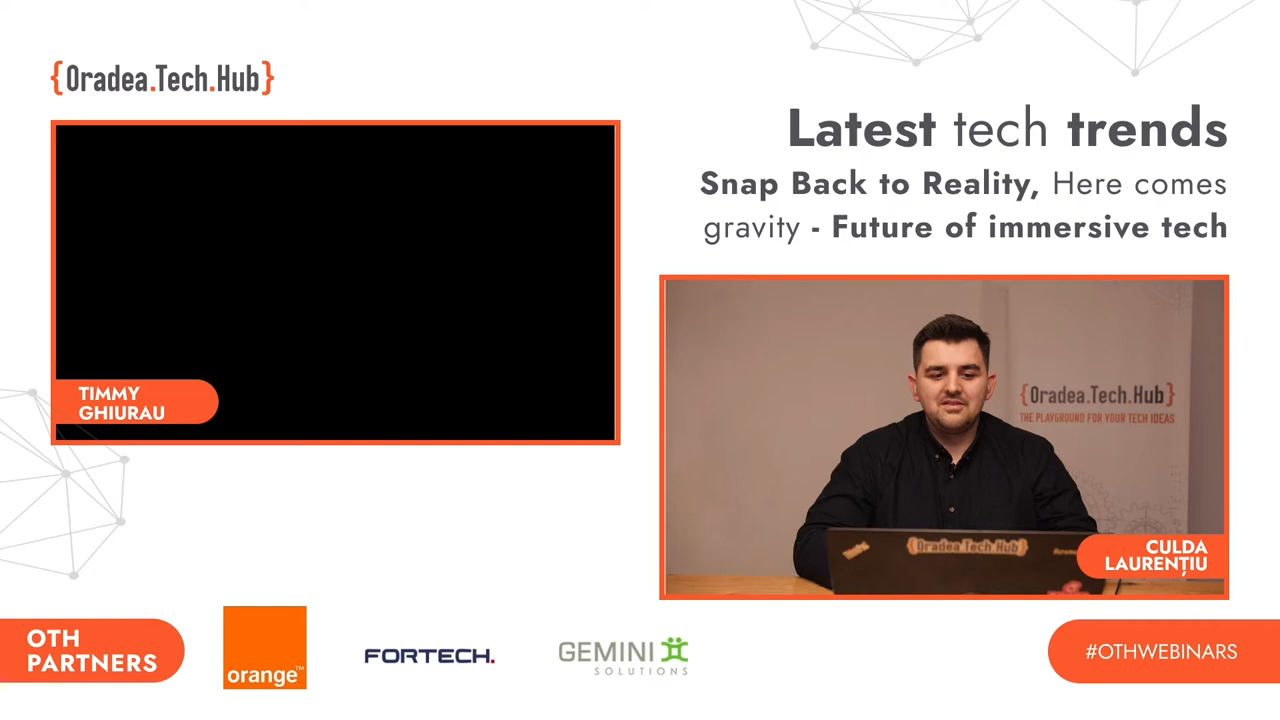 {Oradea.Tech.Hub}
Latest tech trends
Snap Back to Reality, Here comes
gravity - Future of immersive tech
TIMMY
GHIURAU
{Oradea.Tech.Hub}
THE PLAYGROUND FOR YOUR TECH IDEAS
{Oradea.Tech.Hub}
CULDA
LAURENȚIU
OTH
PARTNERS
orange™
FORTECH.
GEMINI
SOLUTIONS
#OTHWEBINARS